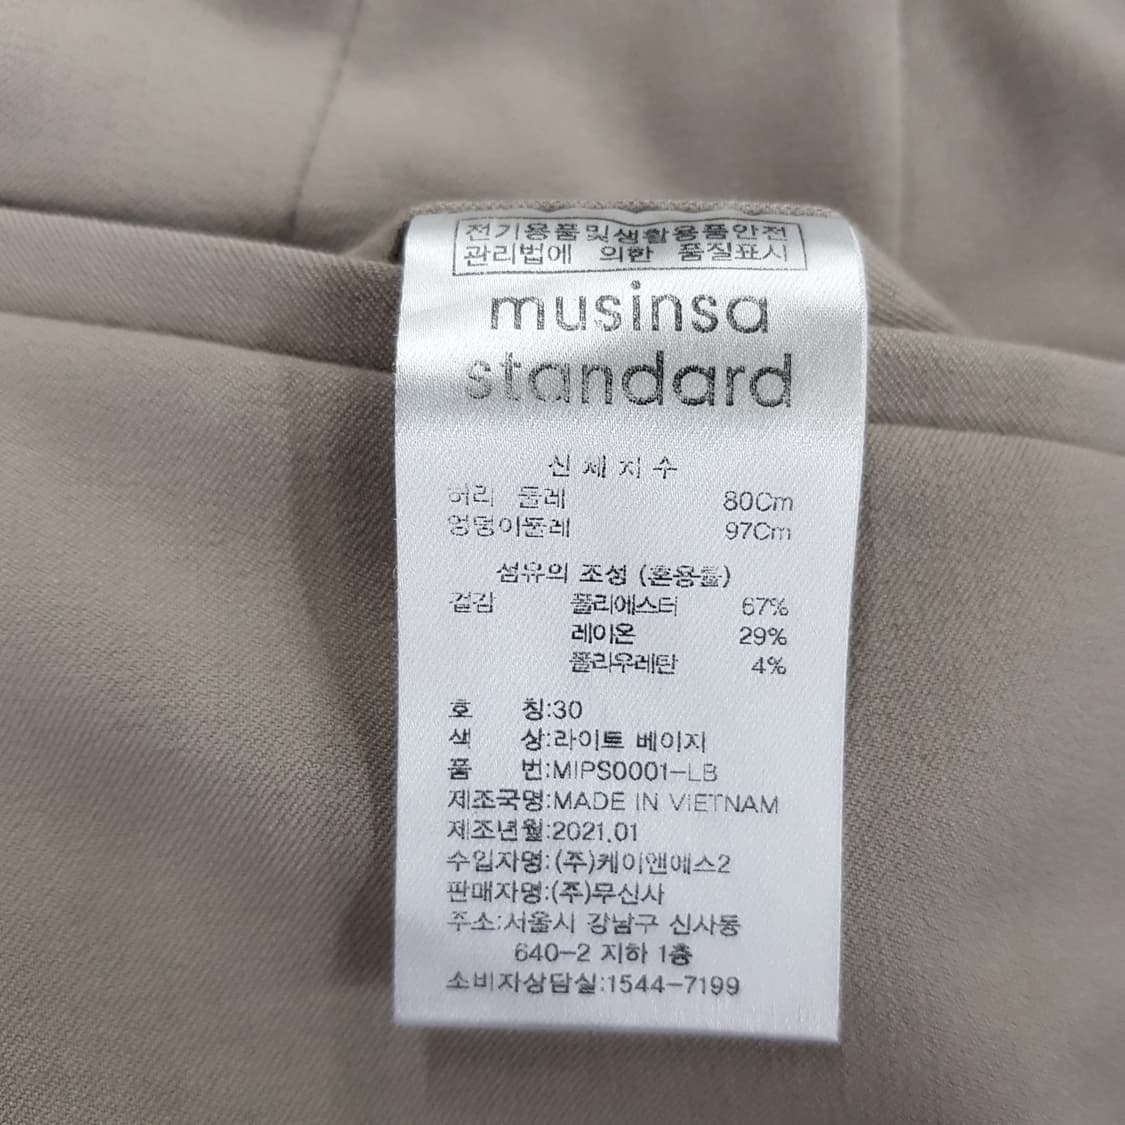 전기용품및생활용품안전
관리법에 의한 품질표시
musinsa
standard
신체치수
허리 둘레 80Cm
엉덩이둘레 97Cm
섬유의 조성 (혼용률)
겉감 폴리에스터 67%
레이온 29%
폴리우레탄 4%
호 칭:30
색 상:라이트 베이지
품 번:MIPS0001-LB
제조국명:MADE IN VIETNAM
제조년월:2021.01
수입자명:(주)케이앤에스2
판매자명:(주)무신사
주소:서울시 강남구 신사동
640-2 지하 1층
소비자상담실:1544-7199